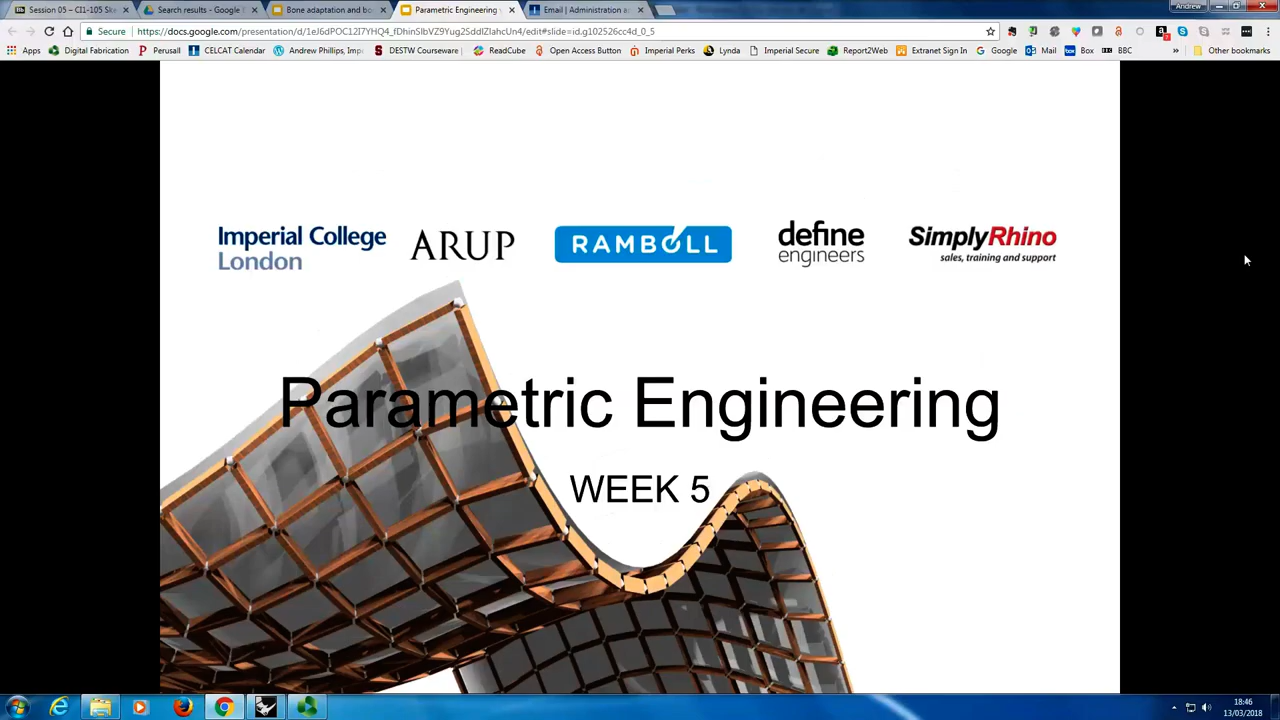 Session 05 – CI1-105 Ske
Search results - Google
Bone adaptation and bo
Parametric Engineering
Email | Administration a
Andrew
Secure
https://docs.google.com/presentation/d/1eJ6dPOC12I7YHQ4_fDhinSIbVZ9Yug2SddIZIahcUn4/edit#slide=id.g102526cc4d_0_5
Apps
Digital Fabrication
Perusall
CELCAT Calendar
Andrew Phillips, Imp
DESTW Courseware
ReadCube
Open Access Button
Imperial Perks
Lynda
Imperial Secure
Report2Web
Extranet Sign In
Google
Mail
Box
BBC
»
Other bookmarks
Imperial College
London
ARUP
RAMBOLL
define
engineers
SimplyRhino
sales, training and support
Parametric Engineering
WEEK 5
18:46
13/03/2018